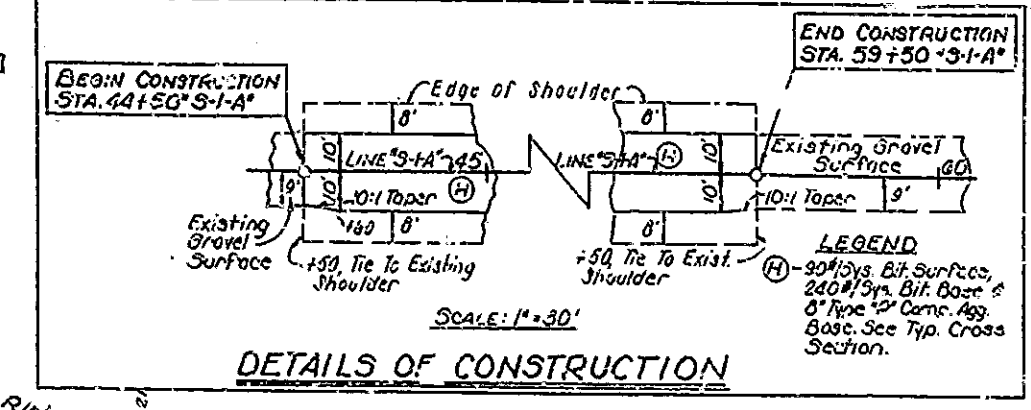 BEGIN CONSTRUCTION
STA. 44+50 "S-1-A"
END CONSTRUCTION
STA. 59+50 "S-1-A"
Edge of Shoulder
8'
8'
10'
LINE "S-1-A"
45
LINE "S-1-A"
H
10'
Existing Gravel
Surface
60
9'
10'
10:1 Taper
H
10'
10:1 Taper
9'
Existing
Gravel
Surface
+60
8'
8'
+50, Tie To Existing
Shoulder
+50, Tie To Exist.
Shoulder
LEGEND
H - 90#/Sys. Bit. Surface,
240#/Sys. Bit. Base &
8" Type Comp. Agg.
Base. See Typ. Cross
Section.
SCALE: 1"=30'
DETAILS OF CONSTRUCTION